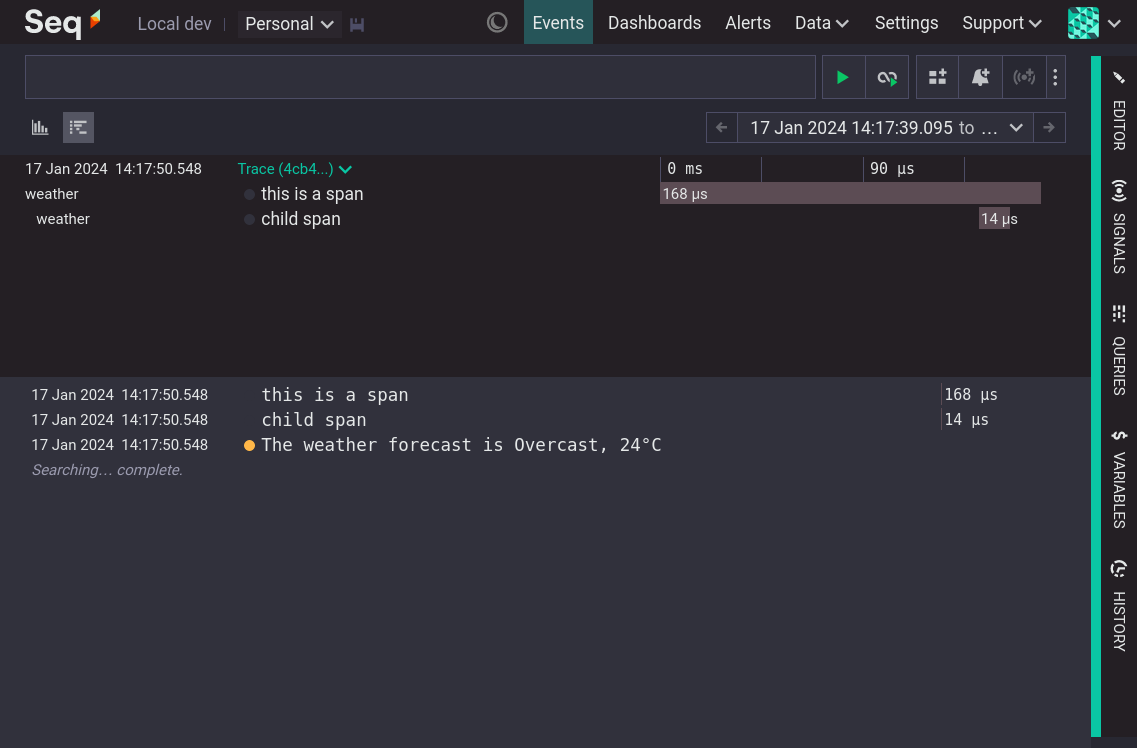 Seq Local dev Personal Events Dashboards Alerts Data Settings Support
17 Jan 2024 14:17:39.095 to ...
17 Jan 2024 14:17:50.548 Trace (4cb4...) 0 ms 90 µs
weather this is a span 168 µs
weather child span 14 µs
17 Jan 2024 14:17:50.548 this is a span 168 µs
17 Jan 2024 14:17:50.548 child span 14 µs
17 Jan 2024 14:17:50.548 The weather forecast is Overcast, 24°C
Searching... complete.
EDITOR
SIGNALS
QUERIES
VARIABLES
HISTORY